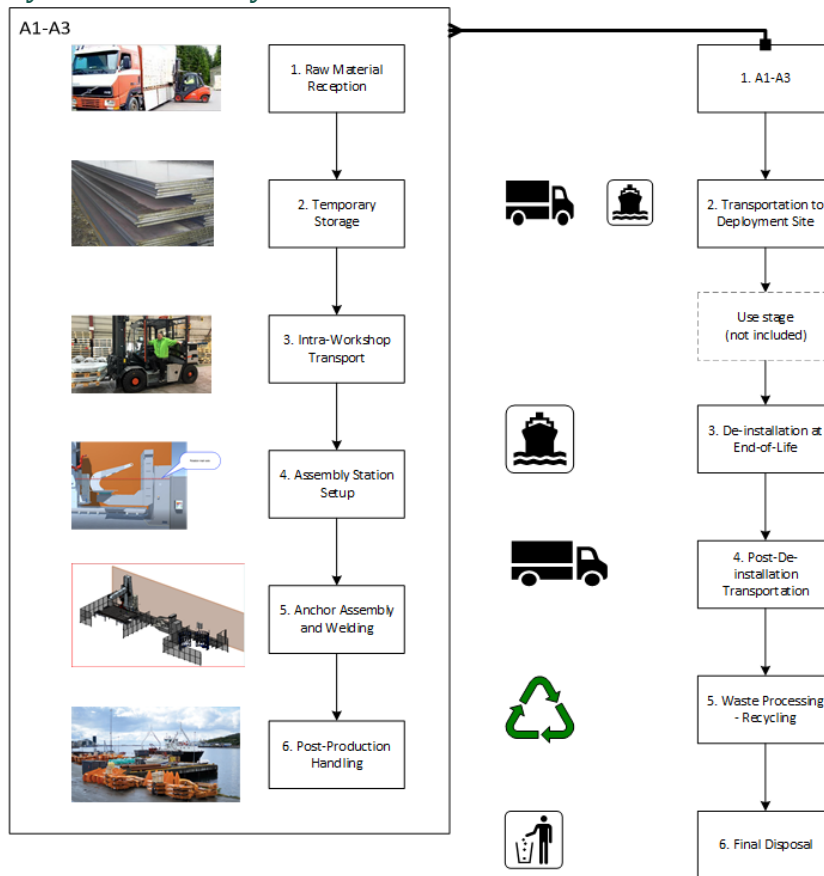 A1-A3
1. Raw Material
Reception
2. Temporary
Storage
3. Intra-Workshop
Transport
4. Assembly Station
Setup
5. Anchor Assembly
and Welding
6. Post-Production
Handling
1. A1-A3
2. Transportation to
Deployment Site
Use stage
(not included)
3. De-installation at
End-of-Life
4. Post-De-
installation
Transportation
5. Waste Processing
- Recycling
6. Final Disposal